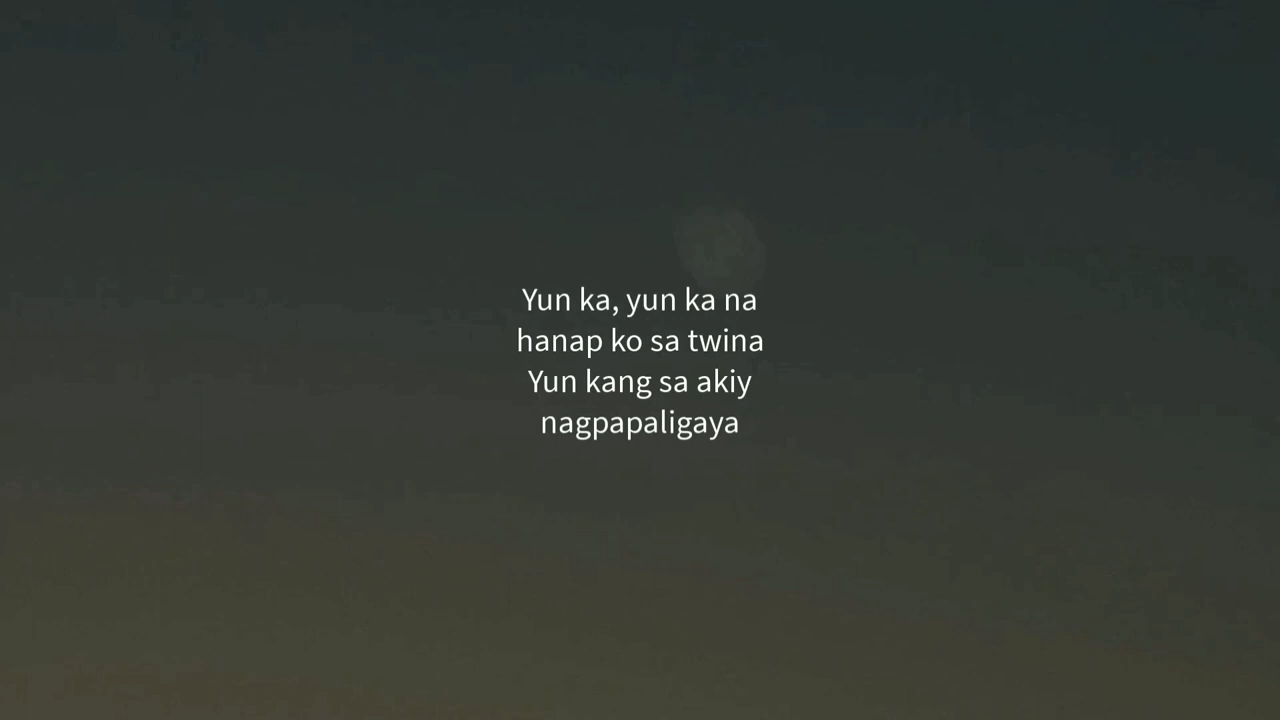 Yun ka, yun ka na
hanap ko sa twina
Yun kang sa akiy
nagpapaligaya